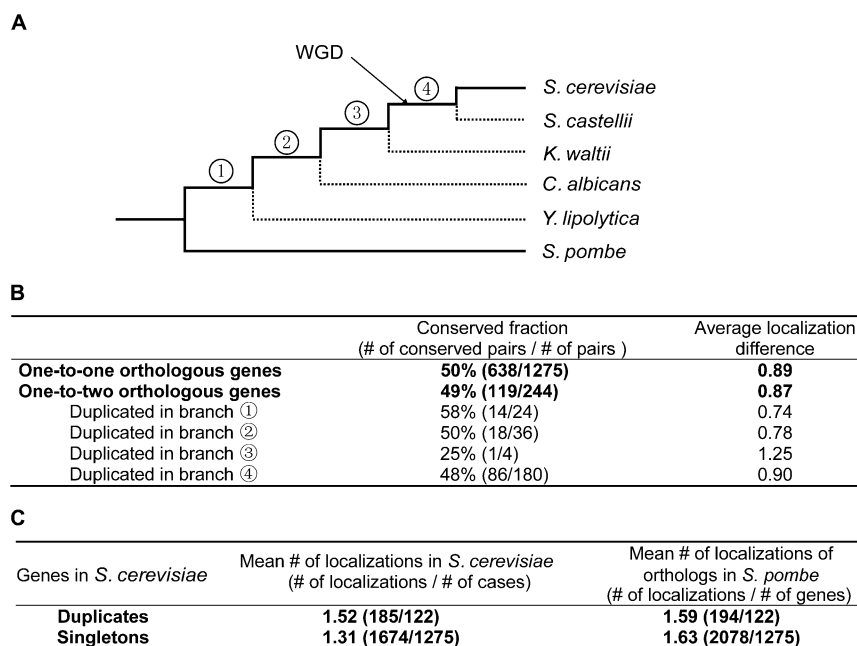 A
WGD
④
S. cerevisiae
③
S. castellii
②
K. waltii
①
C. albicans
Y. lipolytica
S. pombe
B
Conserved fraction
(# of conserved pairs / # of pairs )
Average localization
difference
One-to-one orthologous genes 50% (638/1275) 0.89
One-to-two orthologous genes 49% (119/244) 0.87
Duplicated in branch ① 58% (14/24) 0.74
Duplicated in branch ② 50% (18/36) 0.78
Duplicated in branch ③ 25% (1/4) 1.25
Duplicated in branch ④ 48% (86/180) 0.90
C
Genes in S. cerevisiae
Mean # of localizations in S. cerevisiae
(# of localizations / # of cases)
Mean # of localizations of
orthologs in S. pombe
(# of localizations / # of genes)
Duplicates 1.52 (185/122) 1.59 (194/122)
Singletons 1.31 (1674/1275) 1.63 (2078/1275)